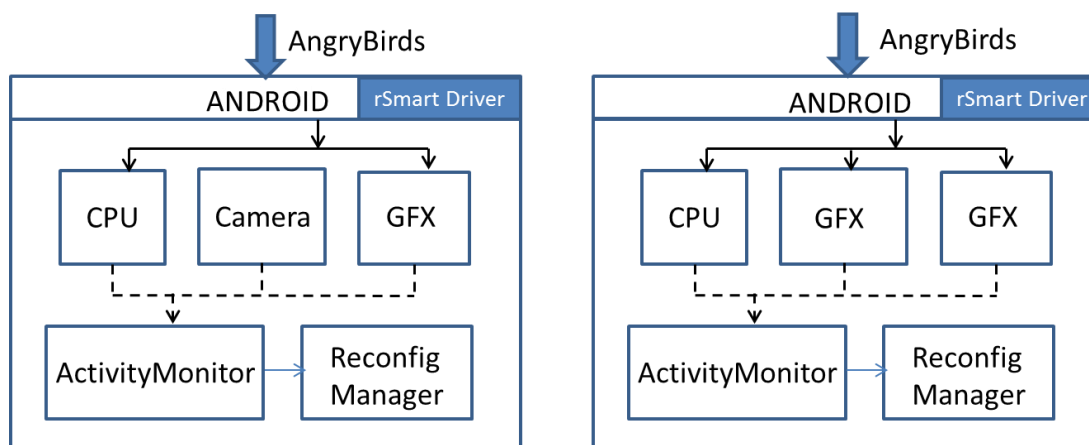 AngryBirds
ANDROID
rSmart Driver
CPU
Camera
GFX
ActivityMonitor
Reconfig
Manager
AngryBirds
ANDROID
rSmart Driver
CPU
GFX
GFX
ActivityMonitor
Reconfig
Manager